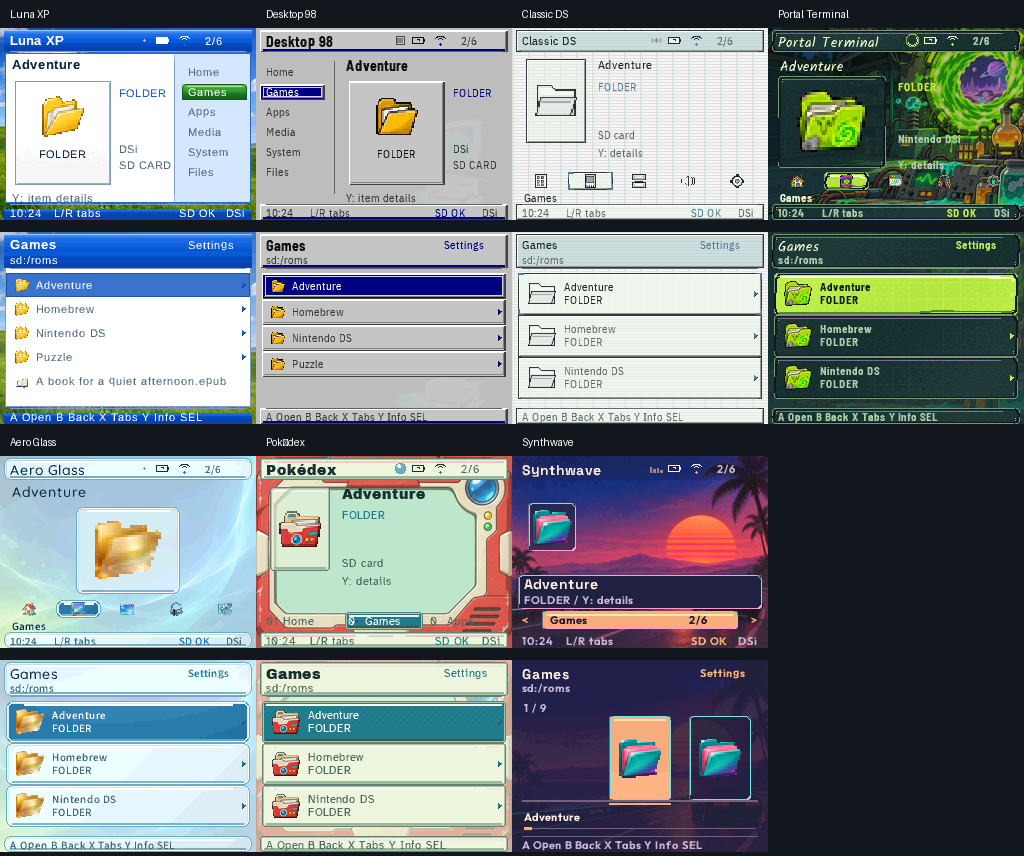 Luna XP
Desktop 98
Classic DS
Portal Terminal
Luna XP 2/6
Adventure
Home
Games
Apps
Media
System
Files
FOLDER
FOLDER
DSi
SD CARD
Y: item details
10:24 L/R tabs SD OK DSi
Desktop 98 2/6
Home
Games
Apps
Media
System
Files
Adventure
FOLDER
FOLDER
DSi
SD CARD
Y: item details
10:24 L/R tabs SD OK DSi
Classic DS 2/6
Adventure
FOLDER
SD card
Y: details
Games
10:24 L/R tabs SD OK DSi
Portal Terminal 2/6
Adventure
FOLDER
Nintendo DSi
Y: details
Games
10:24 L/R tabs SD OK DSi
Games Settings
sd:/roms
Adventure
Homebrew
Nintendo DS
Puzzle
A book for a quiet afternoon.epub
A Open B Back X Tabs Y Info SEL
Games Settings
sd:/roms
Adventure
Homebrew
Nintendo DS
Puzzle
A Open B Back X Tabs Y Info SEL
Games Settings
sd:/roms
Adventure
FOLDER
Homebrew
FOLDER
Nintendo DS
FOLDER
A Open B Back X Tabs Y Info SEL
Games Settings
sd:/roms
Adventure
FOLDER
Homebrew
FOLDER
Nintendo DS
FOLDER
A Open B Back X Tabs Y Info SEL
Aero Glass
Synthwave
Aero Glass 2/6
Adventure
Games
10:24 L/R tabs SD OK DSi
Pokédex 2/6
Adventure
FOLDER
SD card
Y: details
Home Games Apps
10:24 L/R tabs SD OK DSi
Synthwave 2/6
Adventure
FOLDER / Y: details
< Games 2/6 >
10:24 L/R tabs SD OK DSi
Games Settings
sd:/roms
Adventure
FOLDER
Homebrew
FOLDER
Nintendo DS
FOLDER
A Open B Back X Tabs Y Info SEL
Games Settings
sd:/roms
Adventure
FOLDER
Homebrew
FOLDER
Nintendo DS
FOLDER
A Open B Back X Tabs Y Info SEL
Games Settings
sd:/roms
1 / 9
Adventure
A Open B Back X Tabs Y Info SEL